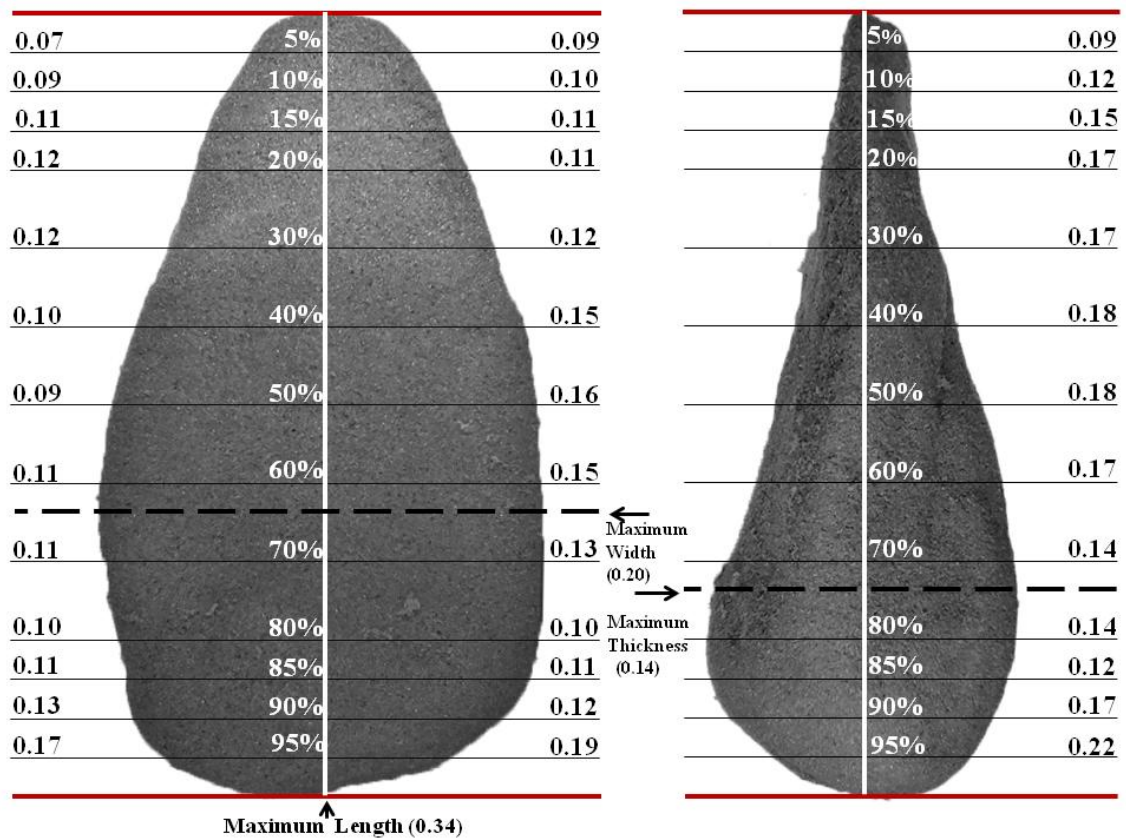 0.07 5% 0.09
0.09 10% 0.10
0.11 15% 0.11
0.12 20% 0.11
0.12 30% 0.12
0.10 40% 0.15
0.09 50% 0.16
0.11 60% 0.15
0.11 70% 0.13
0.10 80% 0.10
0.11 85% 0.11
0.13 90% 0.12
0.17 95% 0.19
Maximum Length (0.34)
Maximum
Width
(0.20)
Maximum
Thickness
(0.14)
5% 0.09
10% 0.12
15% 0.15
20% 0.17
30% 0.17
40% 0.18
50% 0.18
60% 0.17
70% 0.14
80% 0.14
85% 0.12
90% 0.17
95% 0.22